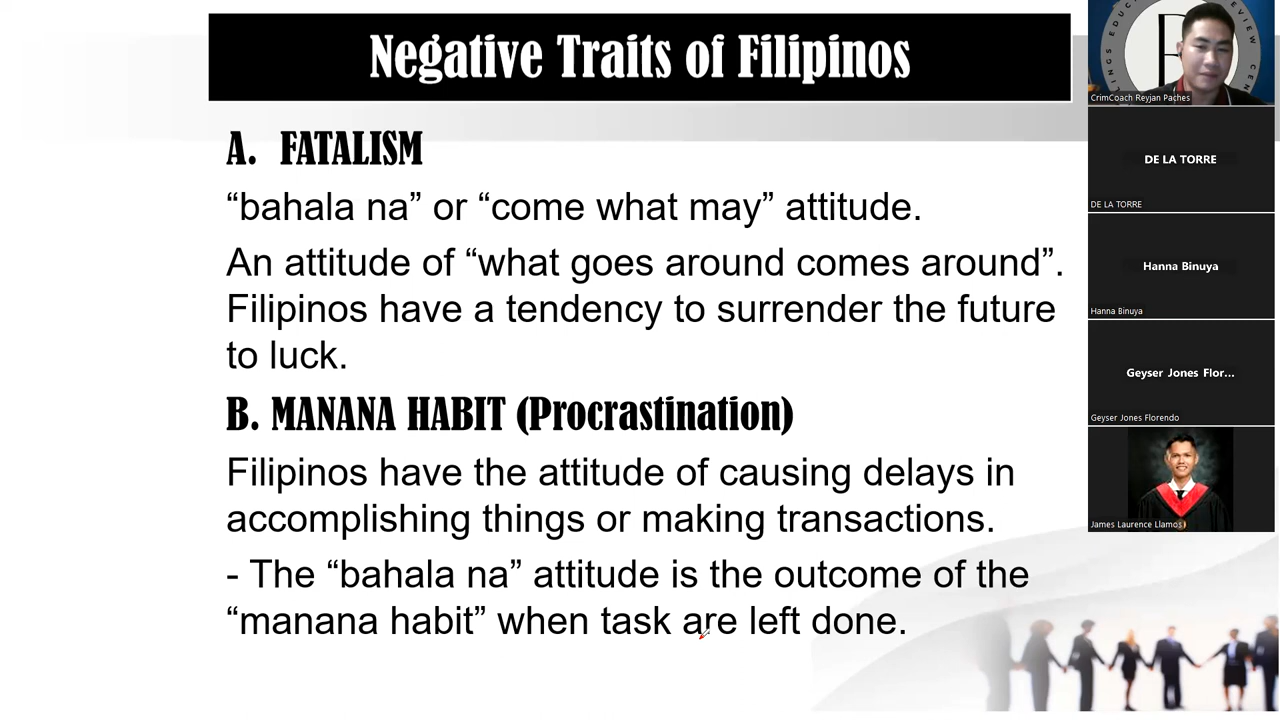 Negative Traits of Filipinos
A. FATALISM
“bahala na” or “come what may” attitude.
An attitude of “what goes around comes around”.
Filipinos have a tendency to surrender the future
to luck.
B. MANANA HABIT (Procrastination)
Filipinos have the attitude of causing delays in
accomplishing things or making transactions.
- The “bahala na” attitude is the outcome of the
“manana habit” when task are left done.
CrimCoach Reyjan Paches
DE LA TORRE
DE LA TORRE
Hanna Binuya
Hanna Binuya
Geyser Jones Flor...
Geyser Jones Florendo
James Laurence Llamos